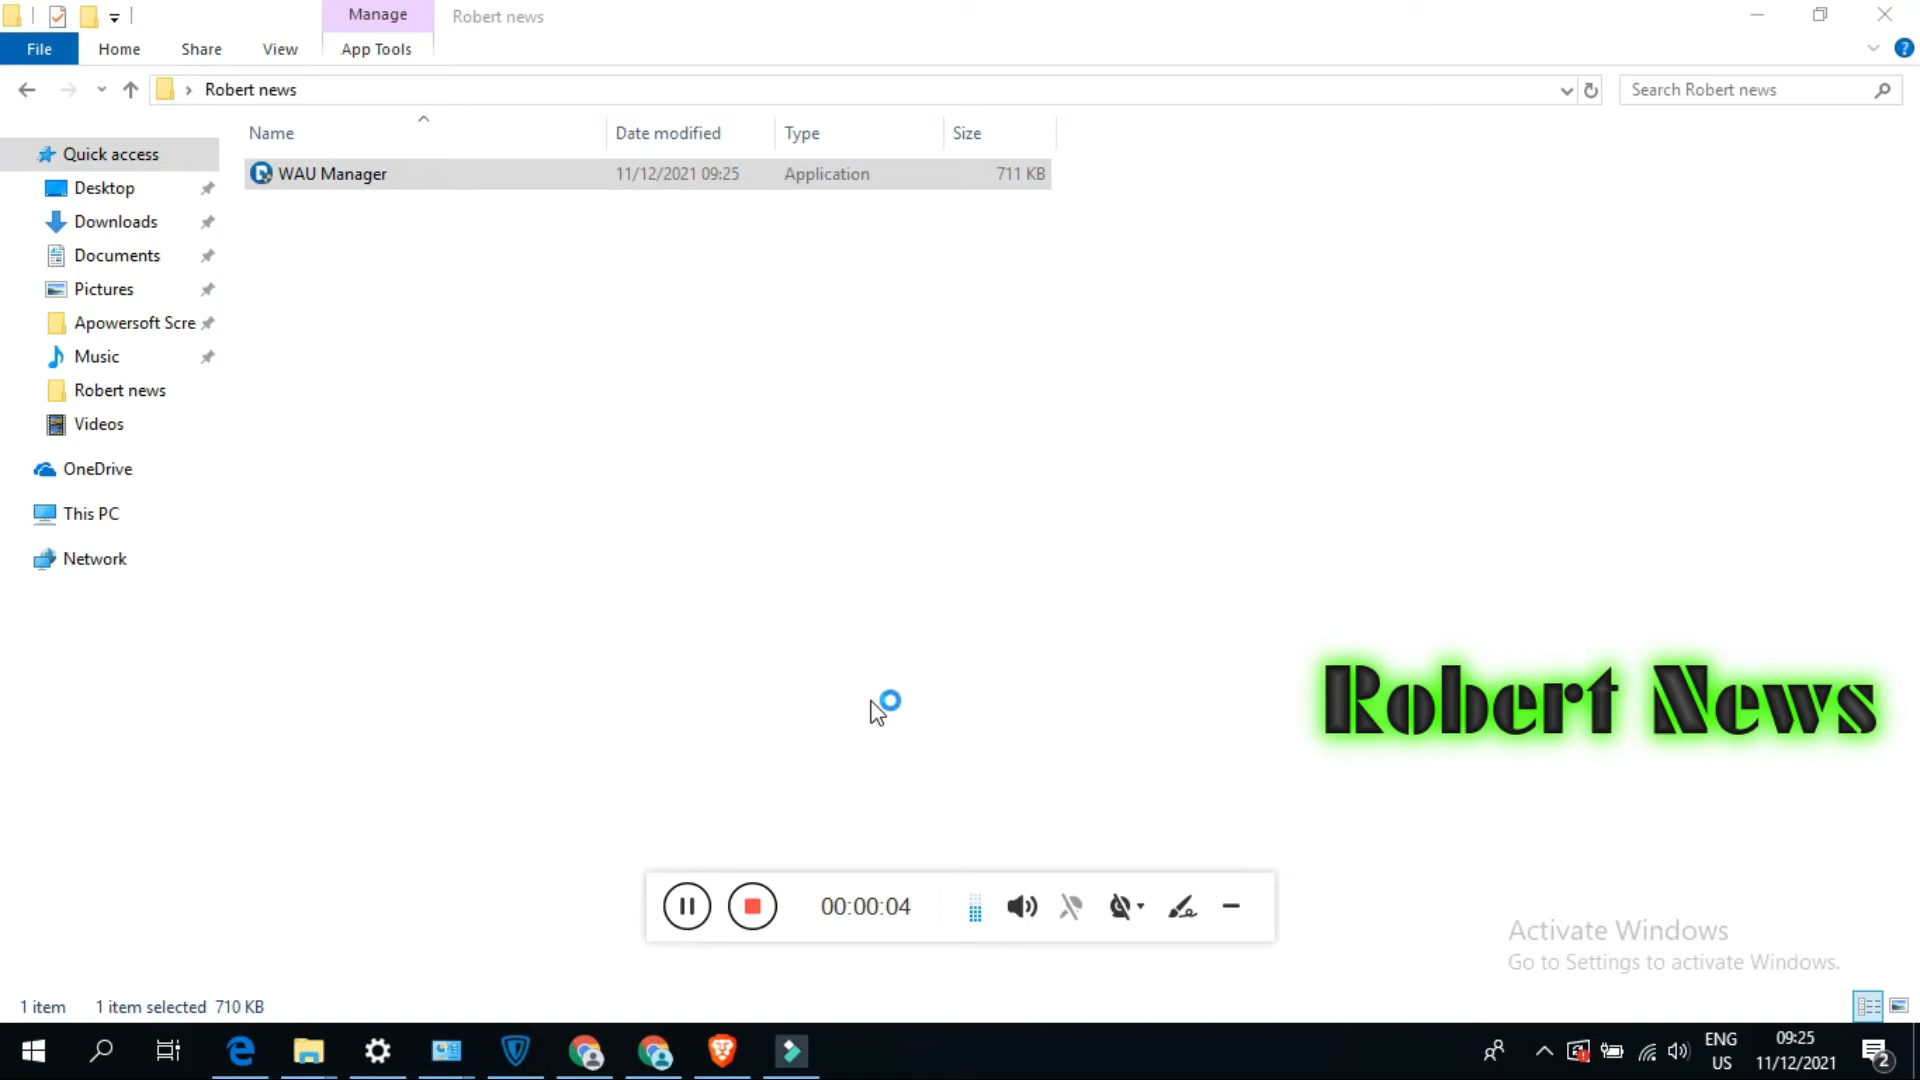 Manage
Robert news
File
Home
Share
View
App Tools
Robert news
Search Robert news
Name
Date modified
Type
Size
WAU Manager
11/12/2021 09:25
Application
711 KB
Quick access
Desktop
Downloads
Documents
Pictures
Apowersoft Scre
Music
Robert news
Videos
OneDrive
This PC
Network
Robert News
00:00:04
Activate Windows
Go to Settings to activate Windows.
1 item
1 item selected 710 KB
ENG
US
09:25
11/12/2021
2